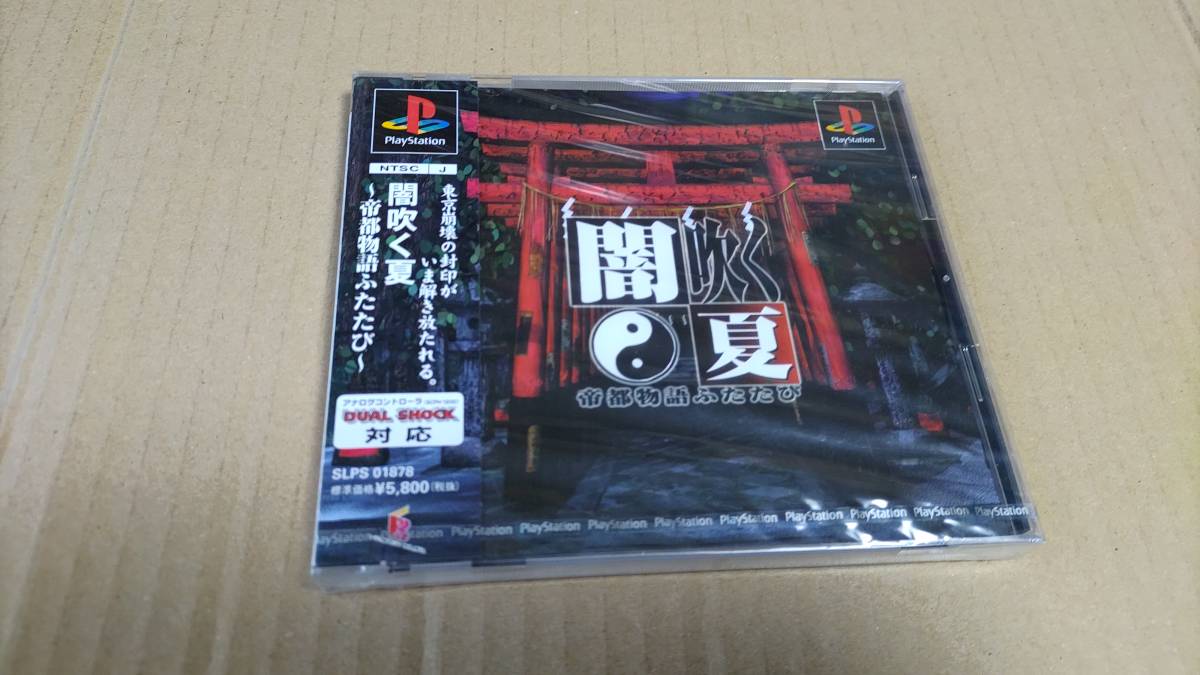 PlayStation
NTSC J
東京崩壊の封印が
いま解き放たれる。
闇吹く夏
～帝都物語ふたたび～
アナログコントローラ
DUAL SHOCK
対応
SLPS 01878
標準価格¥5,800(税抜)
PlayStation
闇吹く
夏
帝都物語ふたたび
PlayStation PlayStation PlayStation PlayStation PlayStation PlayStation PlayStation PlayStation PlayStation PlayStation